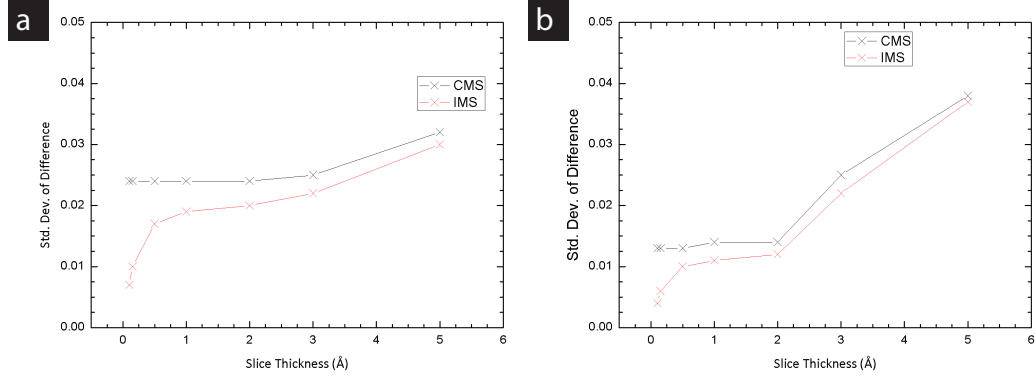 a
0.05
0.04
0.03
0.02
0.01
0.00
Std. Dev. of Difference
CMS
IMS
0 1 2 3 4 5 6
Slice Thickness (Å)
b
0.05
0.04
0.03
0.02
0.01
0.00
Std. Dev. of Difference
CMS
IMS
0 1 2 3 4 5 6
Slice Thickness (Å)